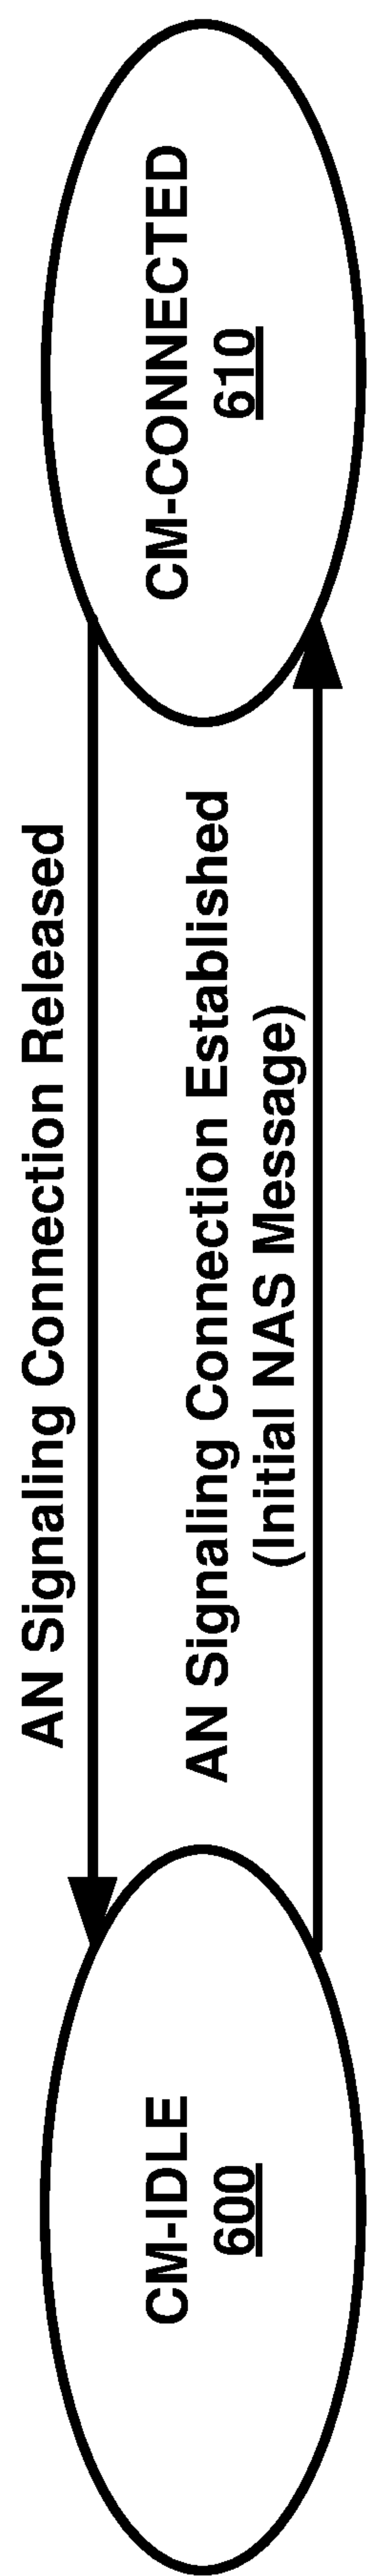 AN Signaling Connection Released
CM-IDLE
600
AN Signaling Connection Established
(Initial NAS Message)
CM-CONNECTED
610